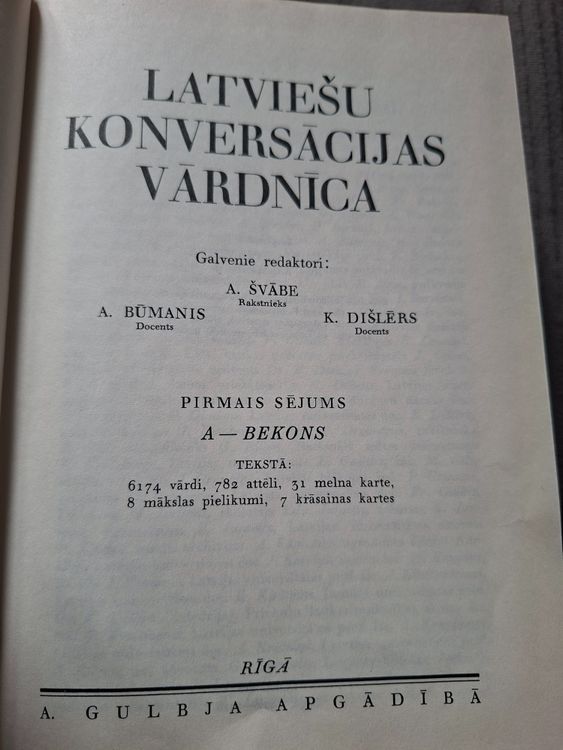 LATVIEŠU
KONVERSĀCIJAS
VĀRDNĪCA
Galvenie redaktori:
A. ŠVĀBE
Rakstnieks
A. BŪMANIS
Docents
K. DIŠLĒRS
Docents
PIRMAIS SĒJUMS
A — BEKONS
TEKSTĀ:
6174 vārdi, 782 attēli, 31 melna karte,
8 mākslas pielikumi, 7 krāsainas kartes
RĪGĀ
A. GULBJA APGĀDĪBĀ